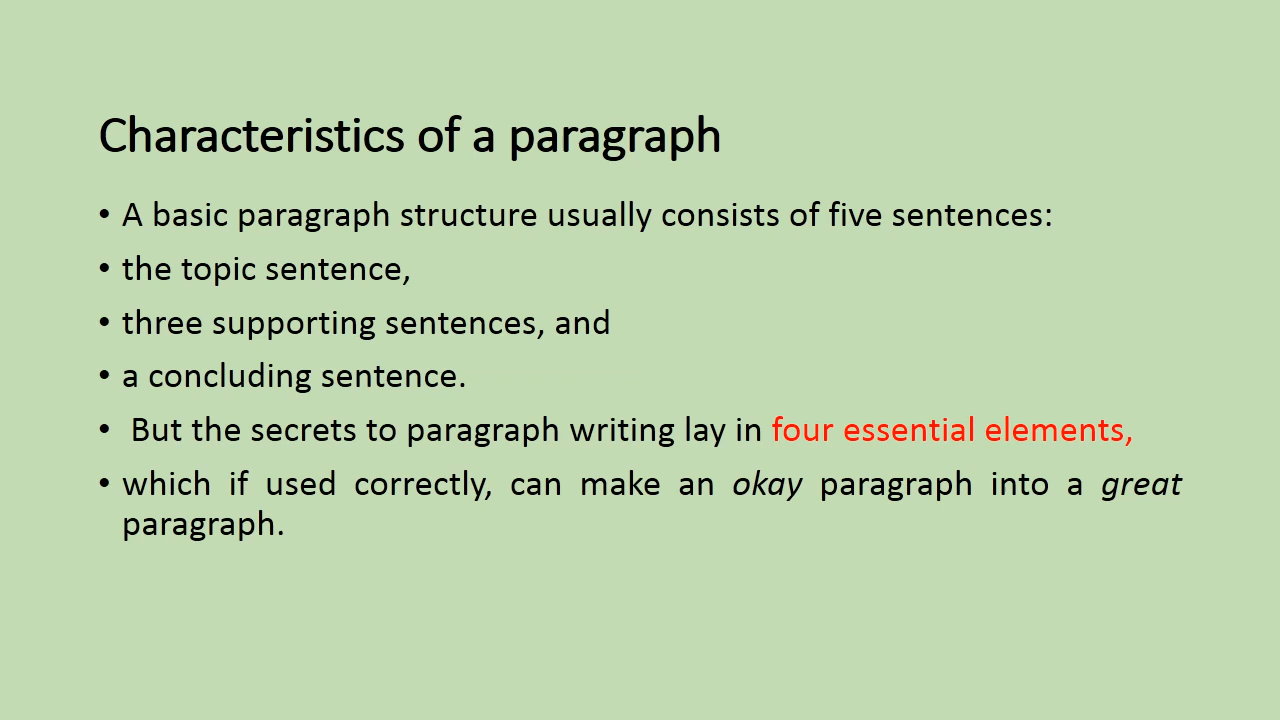 Characteristics of a paragraph
• A basic paragraph structure usually consists of five sentences:
• the topic sentence,
• three supporting sentences, and
• a concluding sentence.
• But the secrets to paragraph writing lay in four essential elements,
• which if used correctly, can make an okay paragraph into a great
paragraph.